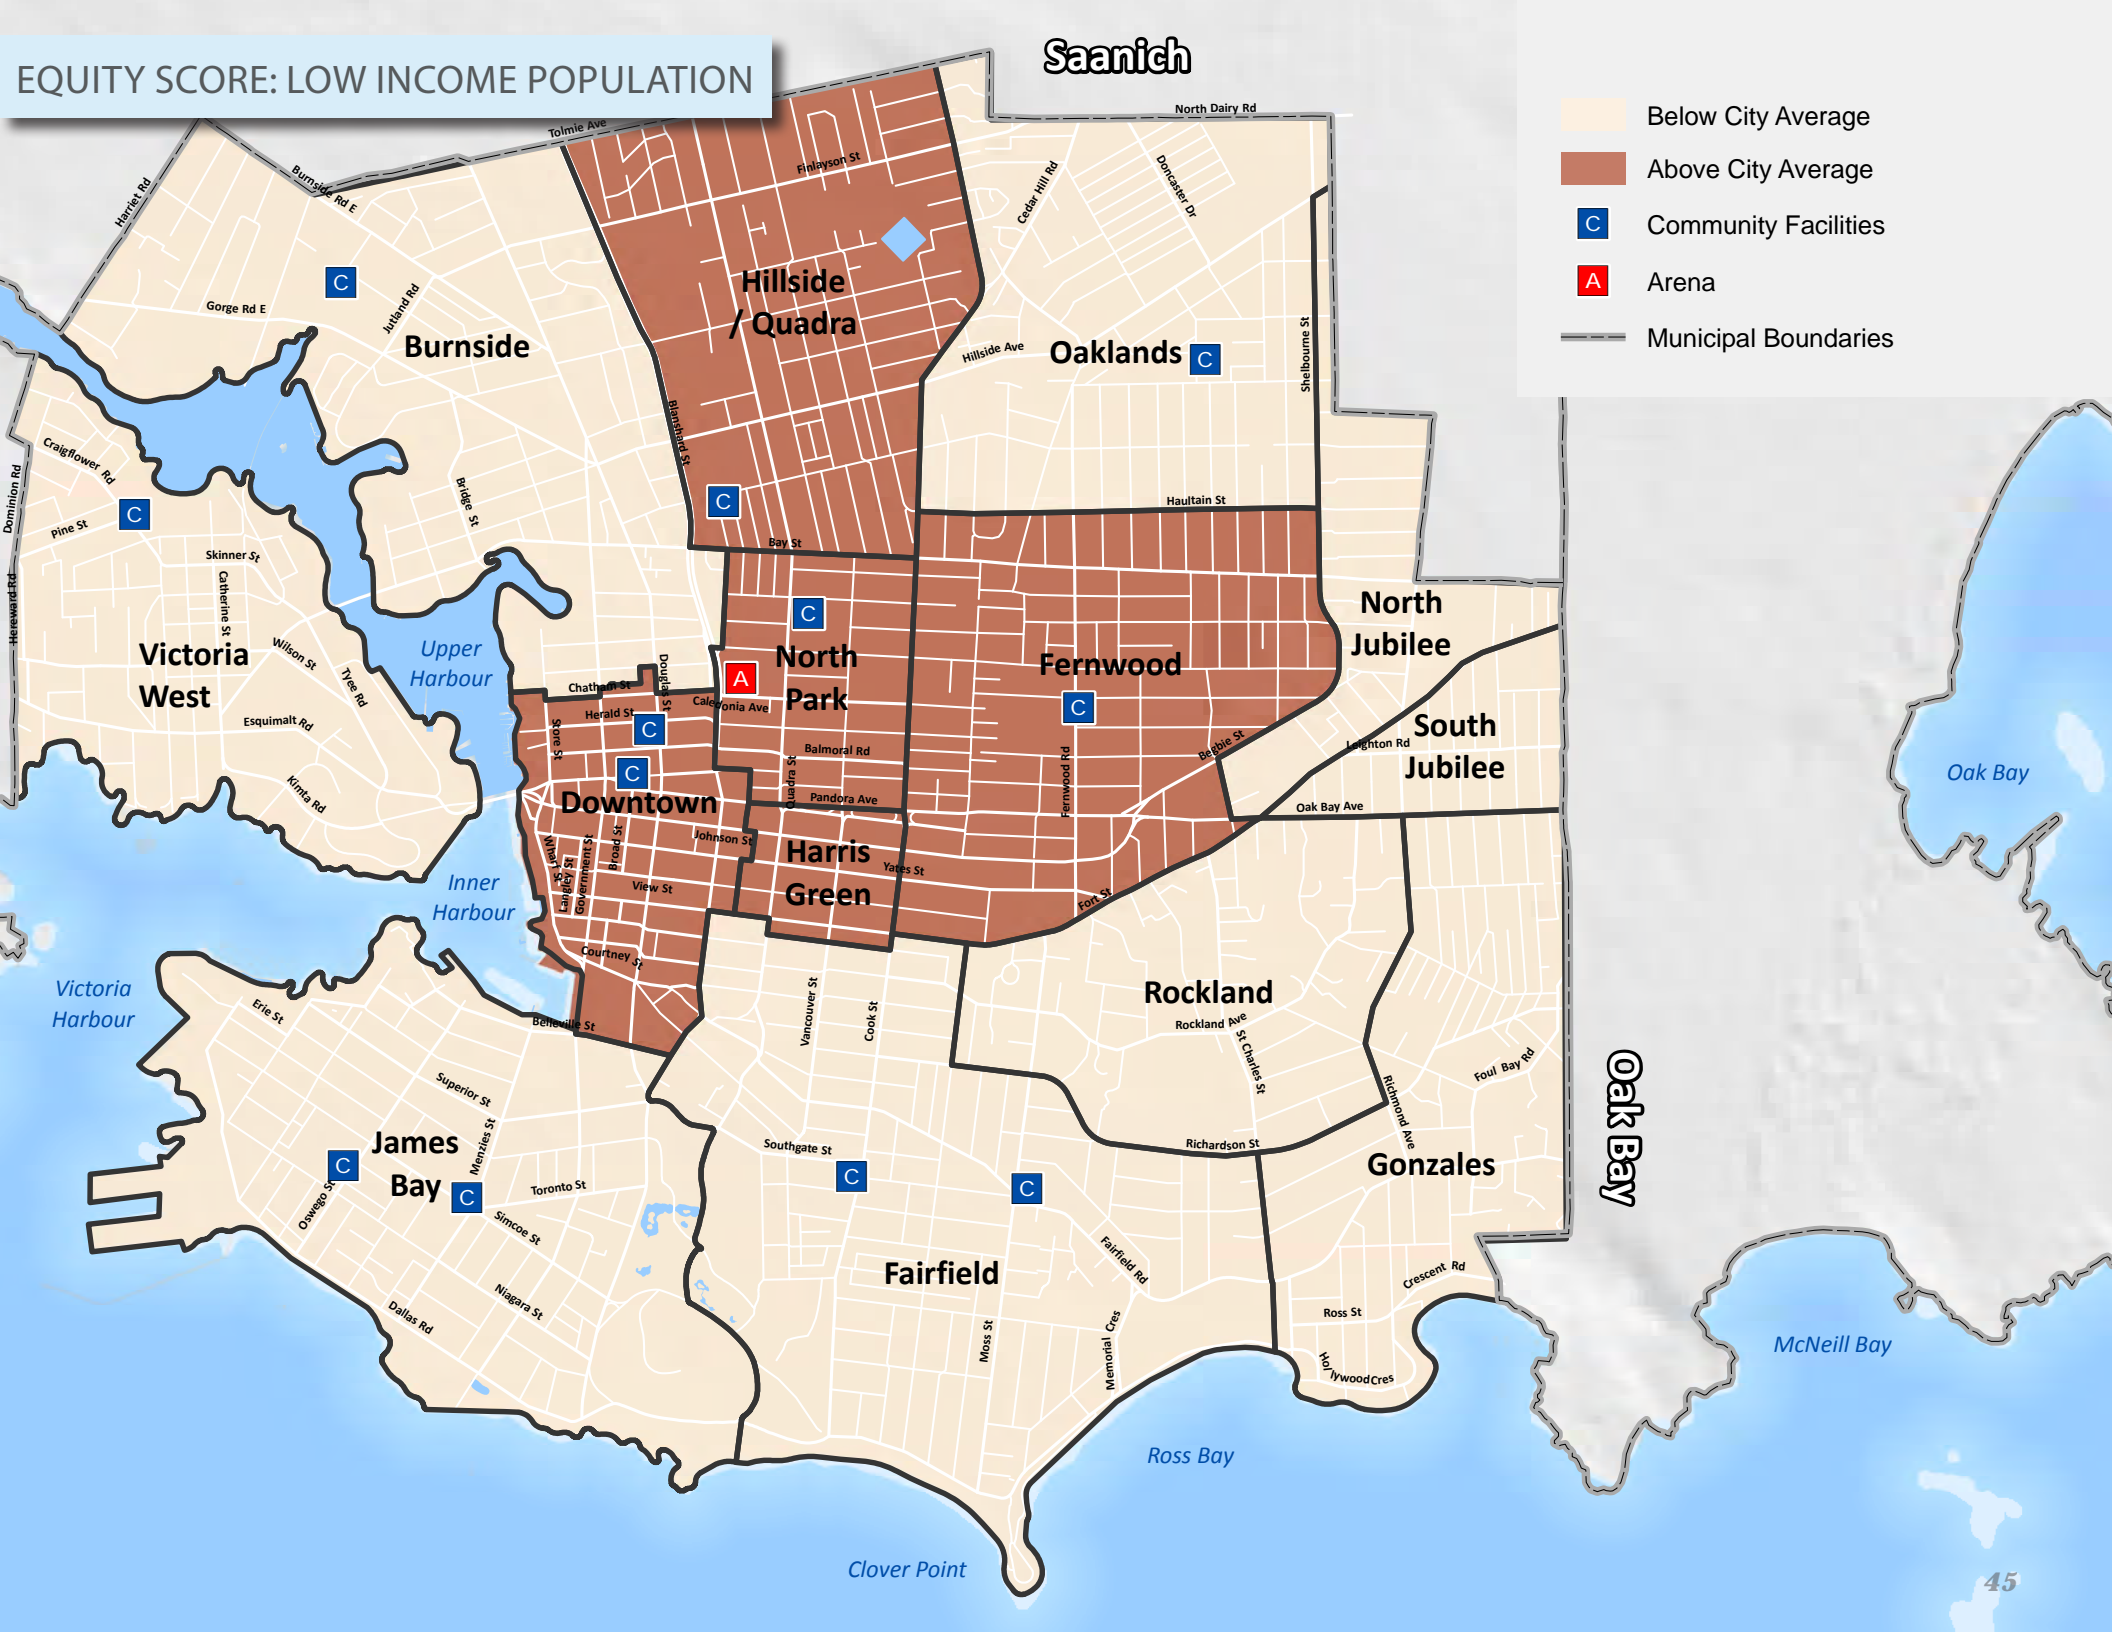 EQUITY SCORE: LOW INCOME POPULATION
Saanich
North Dairy Rd
Below City Average
Above City Average
C
Community Facilities
A
Arena
Municipal Boundaries
Tolmie Ave
Finlayson St
Harriet Rd
Burnside Rd E
Cedar Hill Rd
Doncaster Dr
C
Gorge Rd E
Jutland Rd
Burnside
Hillside
/ Quadra
Hillside Ave
Oaklands
C
Shelbourne St
Blanshard St
Craigflower Rd
Dominion Rd
Pine St
C
Bridge St
C
Haultain St
Bay St
Skinner St
Catherine St
Hereward Rd
Victoria
West
Wilson St
Tyee Rd
Esquimalt Rd
Kimta Rd
Upper
Harbour
C
North
Park
A
Caledonia Ave
Fernwood
C
North
Jubilee
South
Jubilee
Leighton Rd
Begbie St
Oak Bay Ave
Chatham St
Douglas St
Herald St
C
Store St
C
Downtown
Balmoral Rd
Quadra St
Pandora Ave
Fernwood Rd
Johnson St
Broad St
Wharf St
Langley St
Government St
View St
Harris
Green
Yates St
Fort St
Courtney St
Belleville St
Inner
Harbour
Victoria
Harbour
Oak Bay
Erie St
Superior St
Menzies St
James
Bay
C
C
Oswego St
Toronto St
Simcoe St
Niagara St
Dallas Rd
Vancouver St
Cook St
Rockland
Rockland Ave
St Charles St
Richmond Ave
Foul Bay Rd
Oak Bay
Richardson St
Gonzales
Southgate St
C
C
Fairfield
Fairfield Rd
Moss St
Memorial Cres
Crescent Rd
Ross St
Hollywood Cres
McNeill Bay
Ross Bay
Clover Point
45